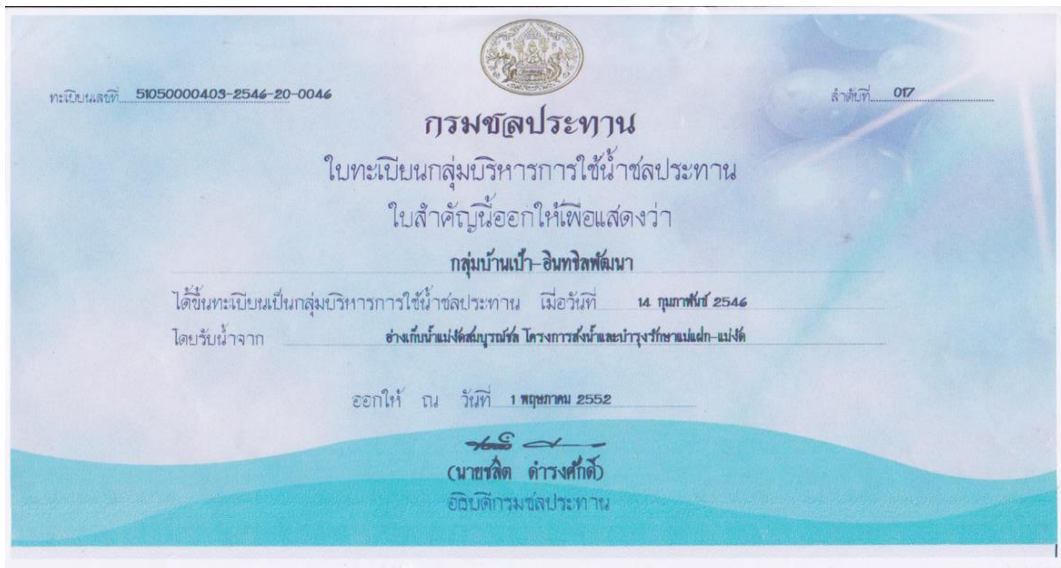 ทะเบียนเลขที่ 51050000403-2546-20-0046 ลำดับที่ 017
กรมชลประทาน
ใบทะเบียนกลุ่มบริหารการใช้น้ำชลประทาน
ใบสำคัญนี้ออกให้เพื่อแสดงว่า
กลุ่มบ้านเป้า-อินทขิลพัฒนา
ได้ขึ้นทะเบียนเป็นกลุ่มบริหารการใช้น้ำชลประทาน เมื่อวันที่ 14 กุมภาพันธ์ 2546
โดยรับน้ำจาก อ่างเก็บน้ำแม่งัดสมบูรณ์ชล โครงการส่งน้ำและบำรุงรักษาแม่แฝก-แม่งัด
ออกให้ ณ วันที่ 1 พฤษภาคม 2552
(นายชลิต ดำรงศักดิ์)
อธิบดีกรมชลประทาน